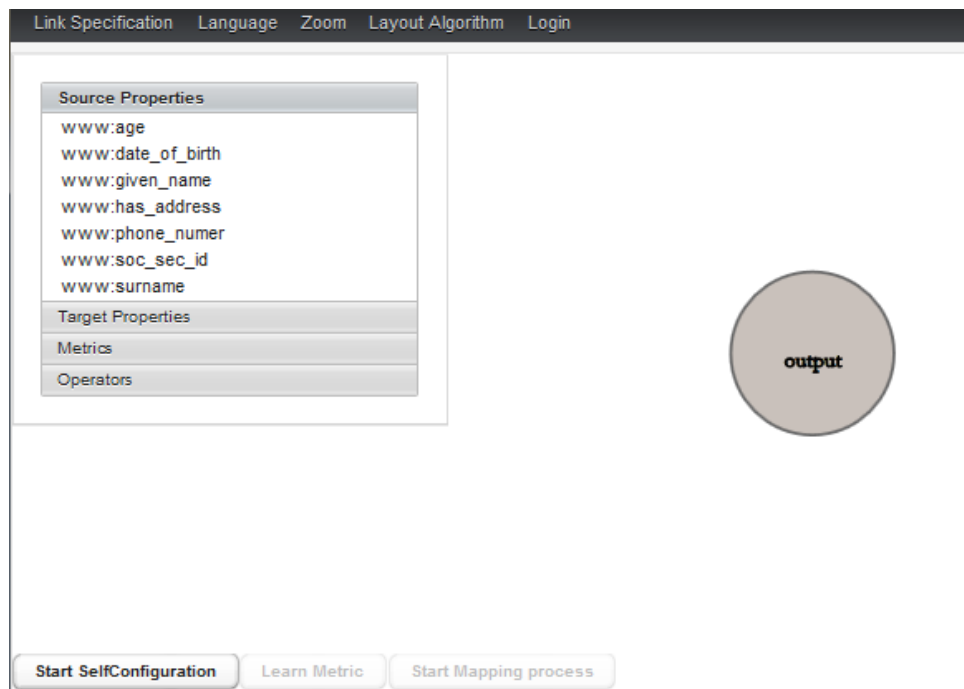 Link Specification Language Zoom Layout Algorithm Login
Source Properties
www:age
www:date_of_birth
www:given_name
www:has_address
www:phone_numer
www:soc_sec_id
www:surname
Target Properties
Metrics
Operators
output
Start SelfConfiguration Learn Metric Start Mapping process